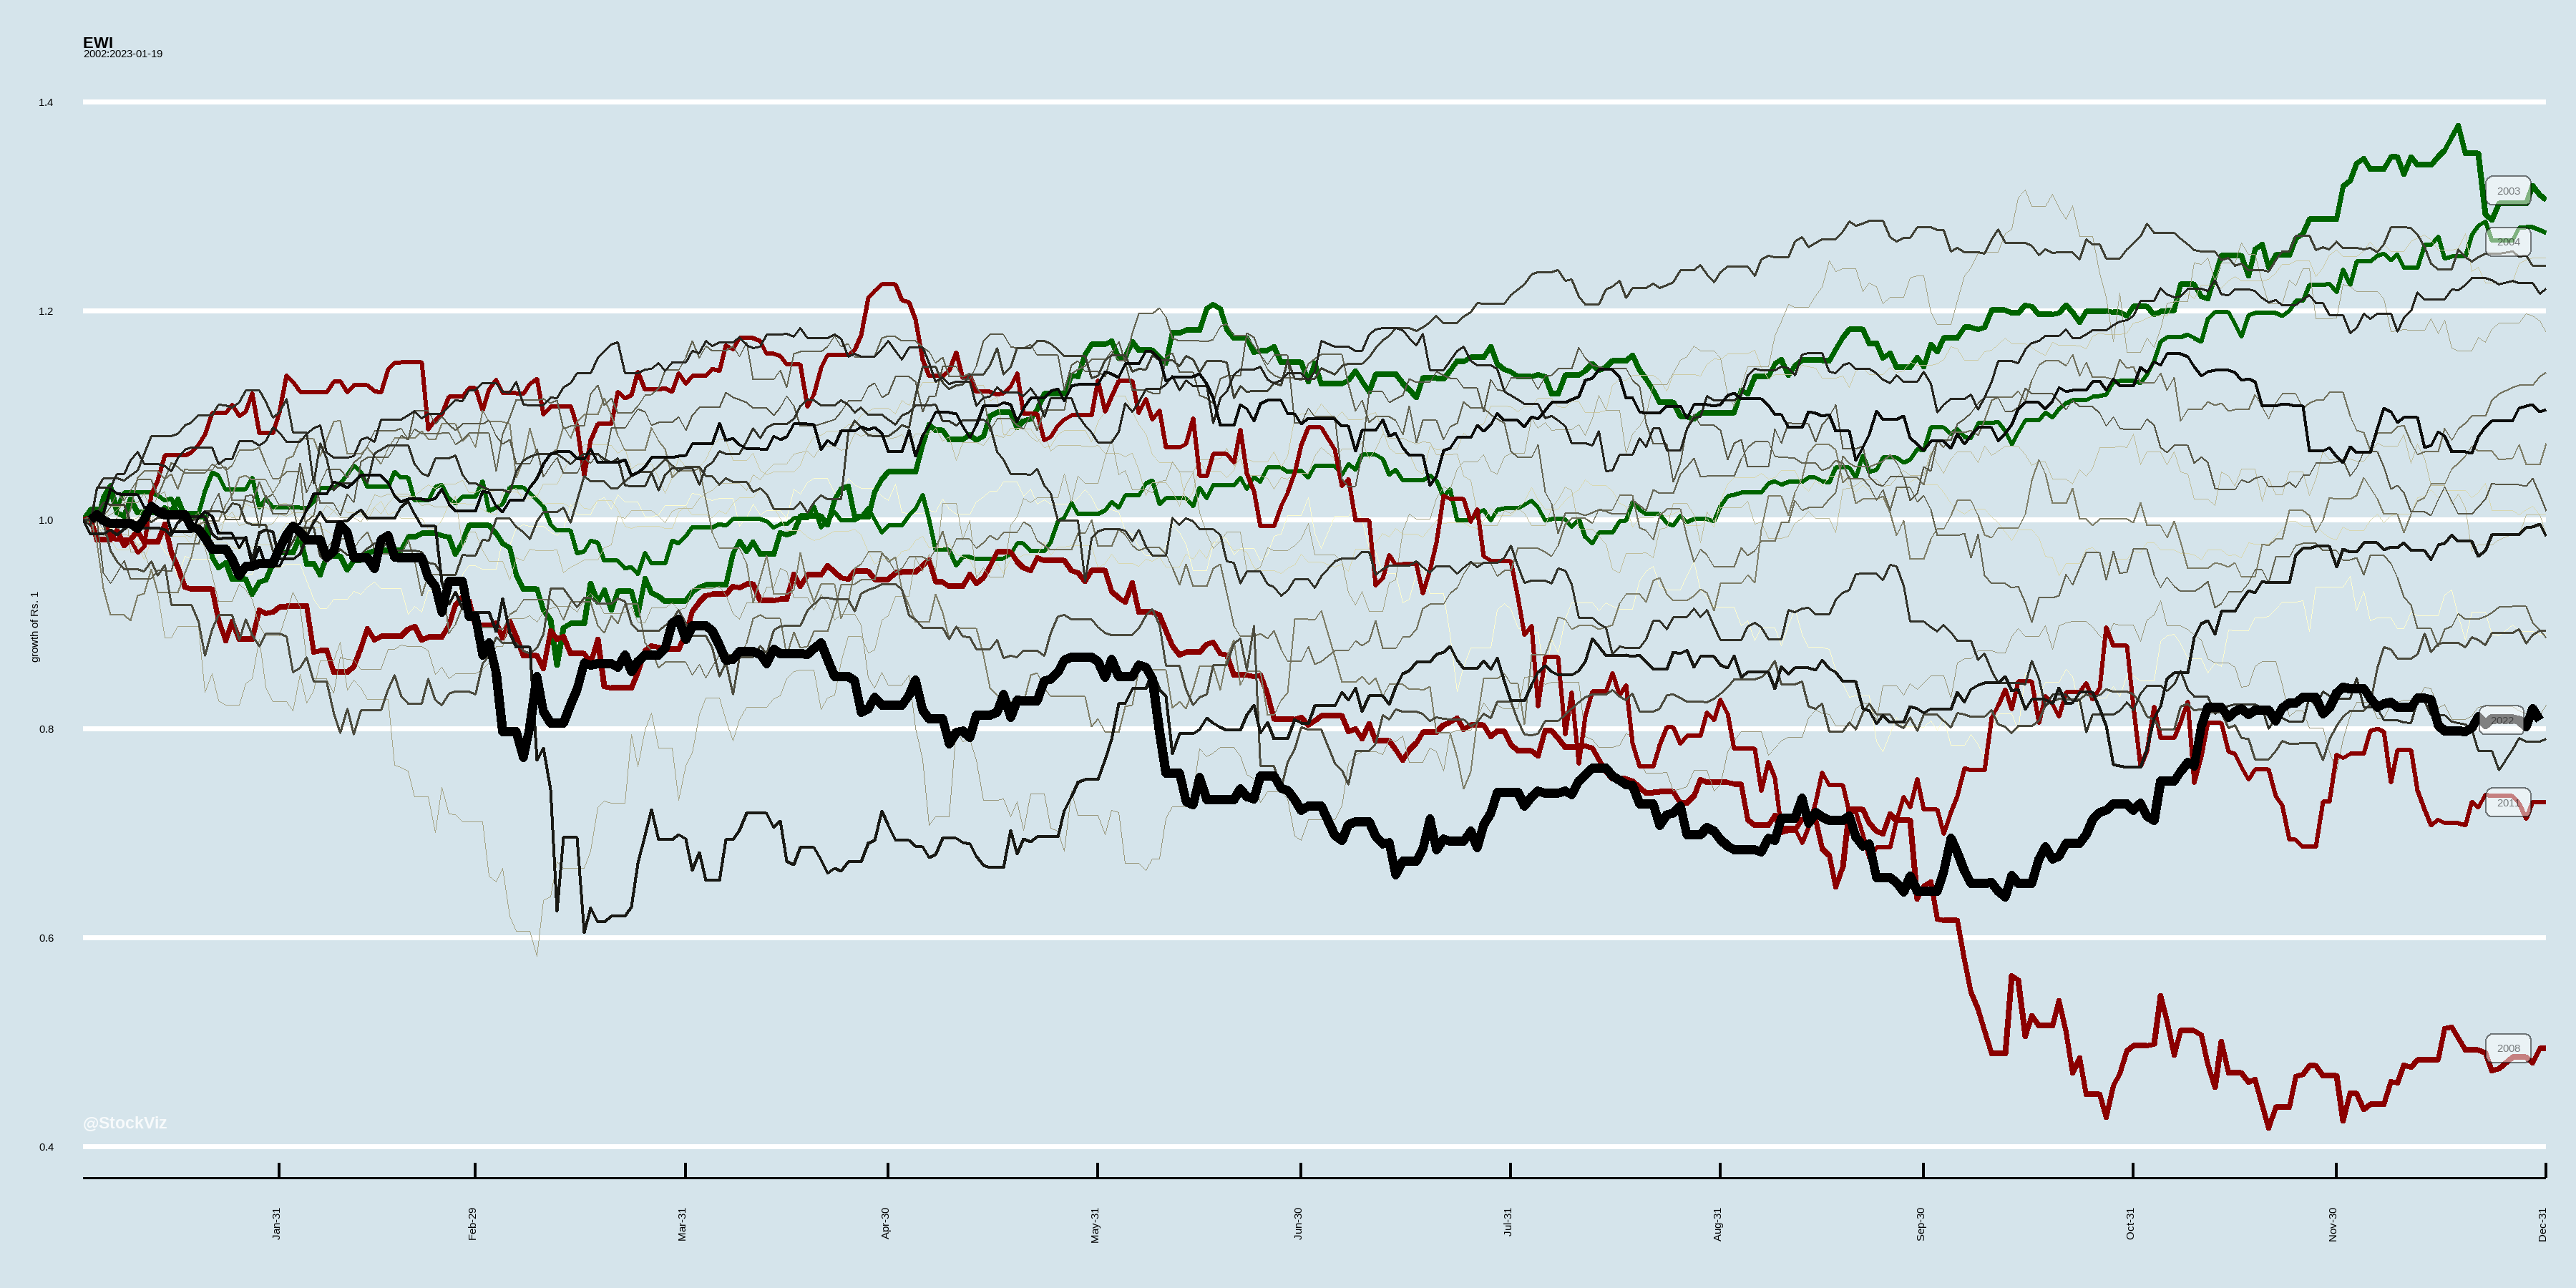 EWI
2002:2023-01-19
1.4
1.2
1.0
0.8
0.6
0.4
growth of Rs. 1
2003
2004
2022
2011
2008
@StockViz
Jan-31
Feb-29
Mar-31
Apr-30
May-31
Jun-30
Jul-31
Aug-31
Sep-30
Oct-31
Nov-30
Dec-31